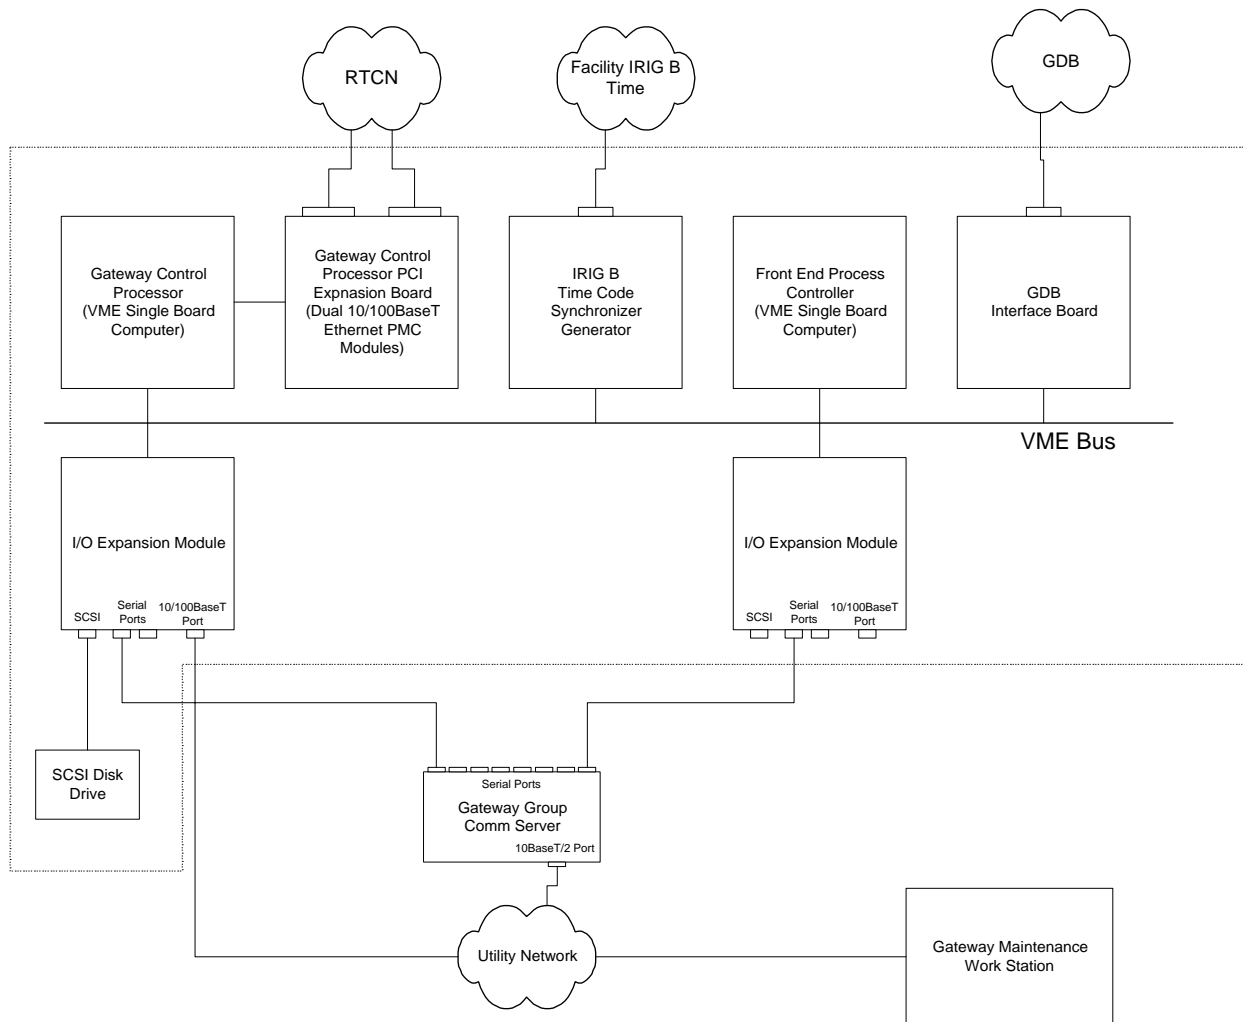 RTCN
Facility IRIG B
Time
GDB
Gateway Control
Processor
(VME Single Board
Computer)
Gateway Control
Processor PCI
Expnasion Board
(Dual 10/100BaseT
Ethernet PMC
Modules)
IRIG B
Time Code
Synchronizer
Generator
Front End Process
Controller
(VME Single Board
Computer)
GDB
Interface Board
VME Bus
I/O Expansion Module
SCSI
Serial
Ports
10/100BaseT
Port
I/O Expansion Module
SCSI
Serial
Ports
10/100BaseT
Port
SCSI Disk
Drive
Serial Ports
Gateway Group
Comm Server
10BaseT/2 Port
Utility Network
Gateway Maintenance
Work Station